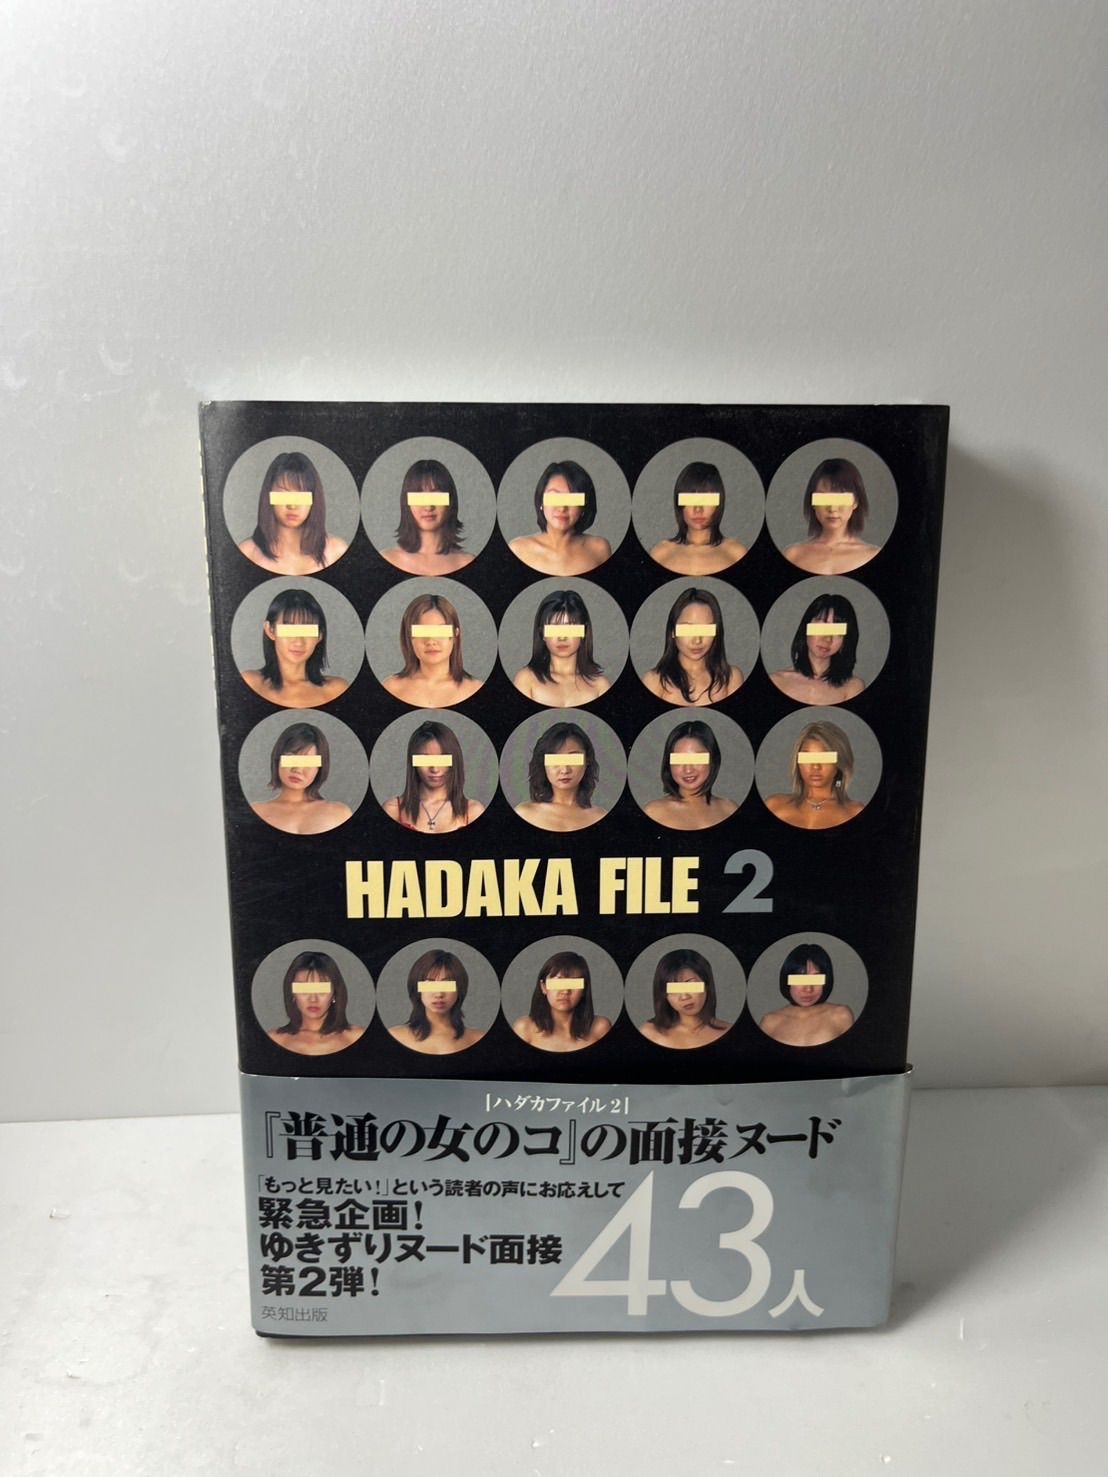 HADAKA FILE 2
|ハダカファイル2|
『普通の女のコ』の面接ヌード
「もっと見たい!」という読者の声にお応えして
緊急企画!
ゆきずりヌード面接
第2弾!
43人
英知出版